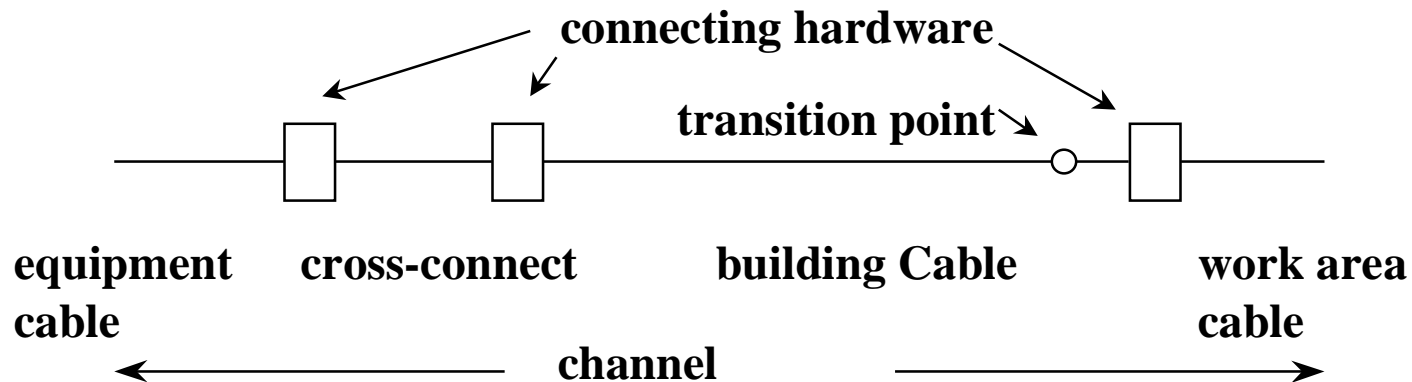 connecting hardware
transition point
equipment
cable
cross-connect
building Cable
work area
cable
channel